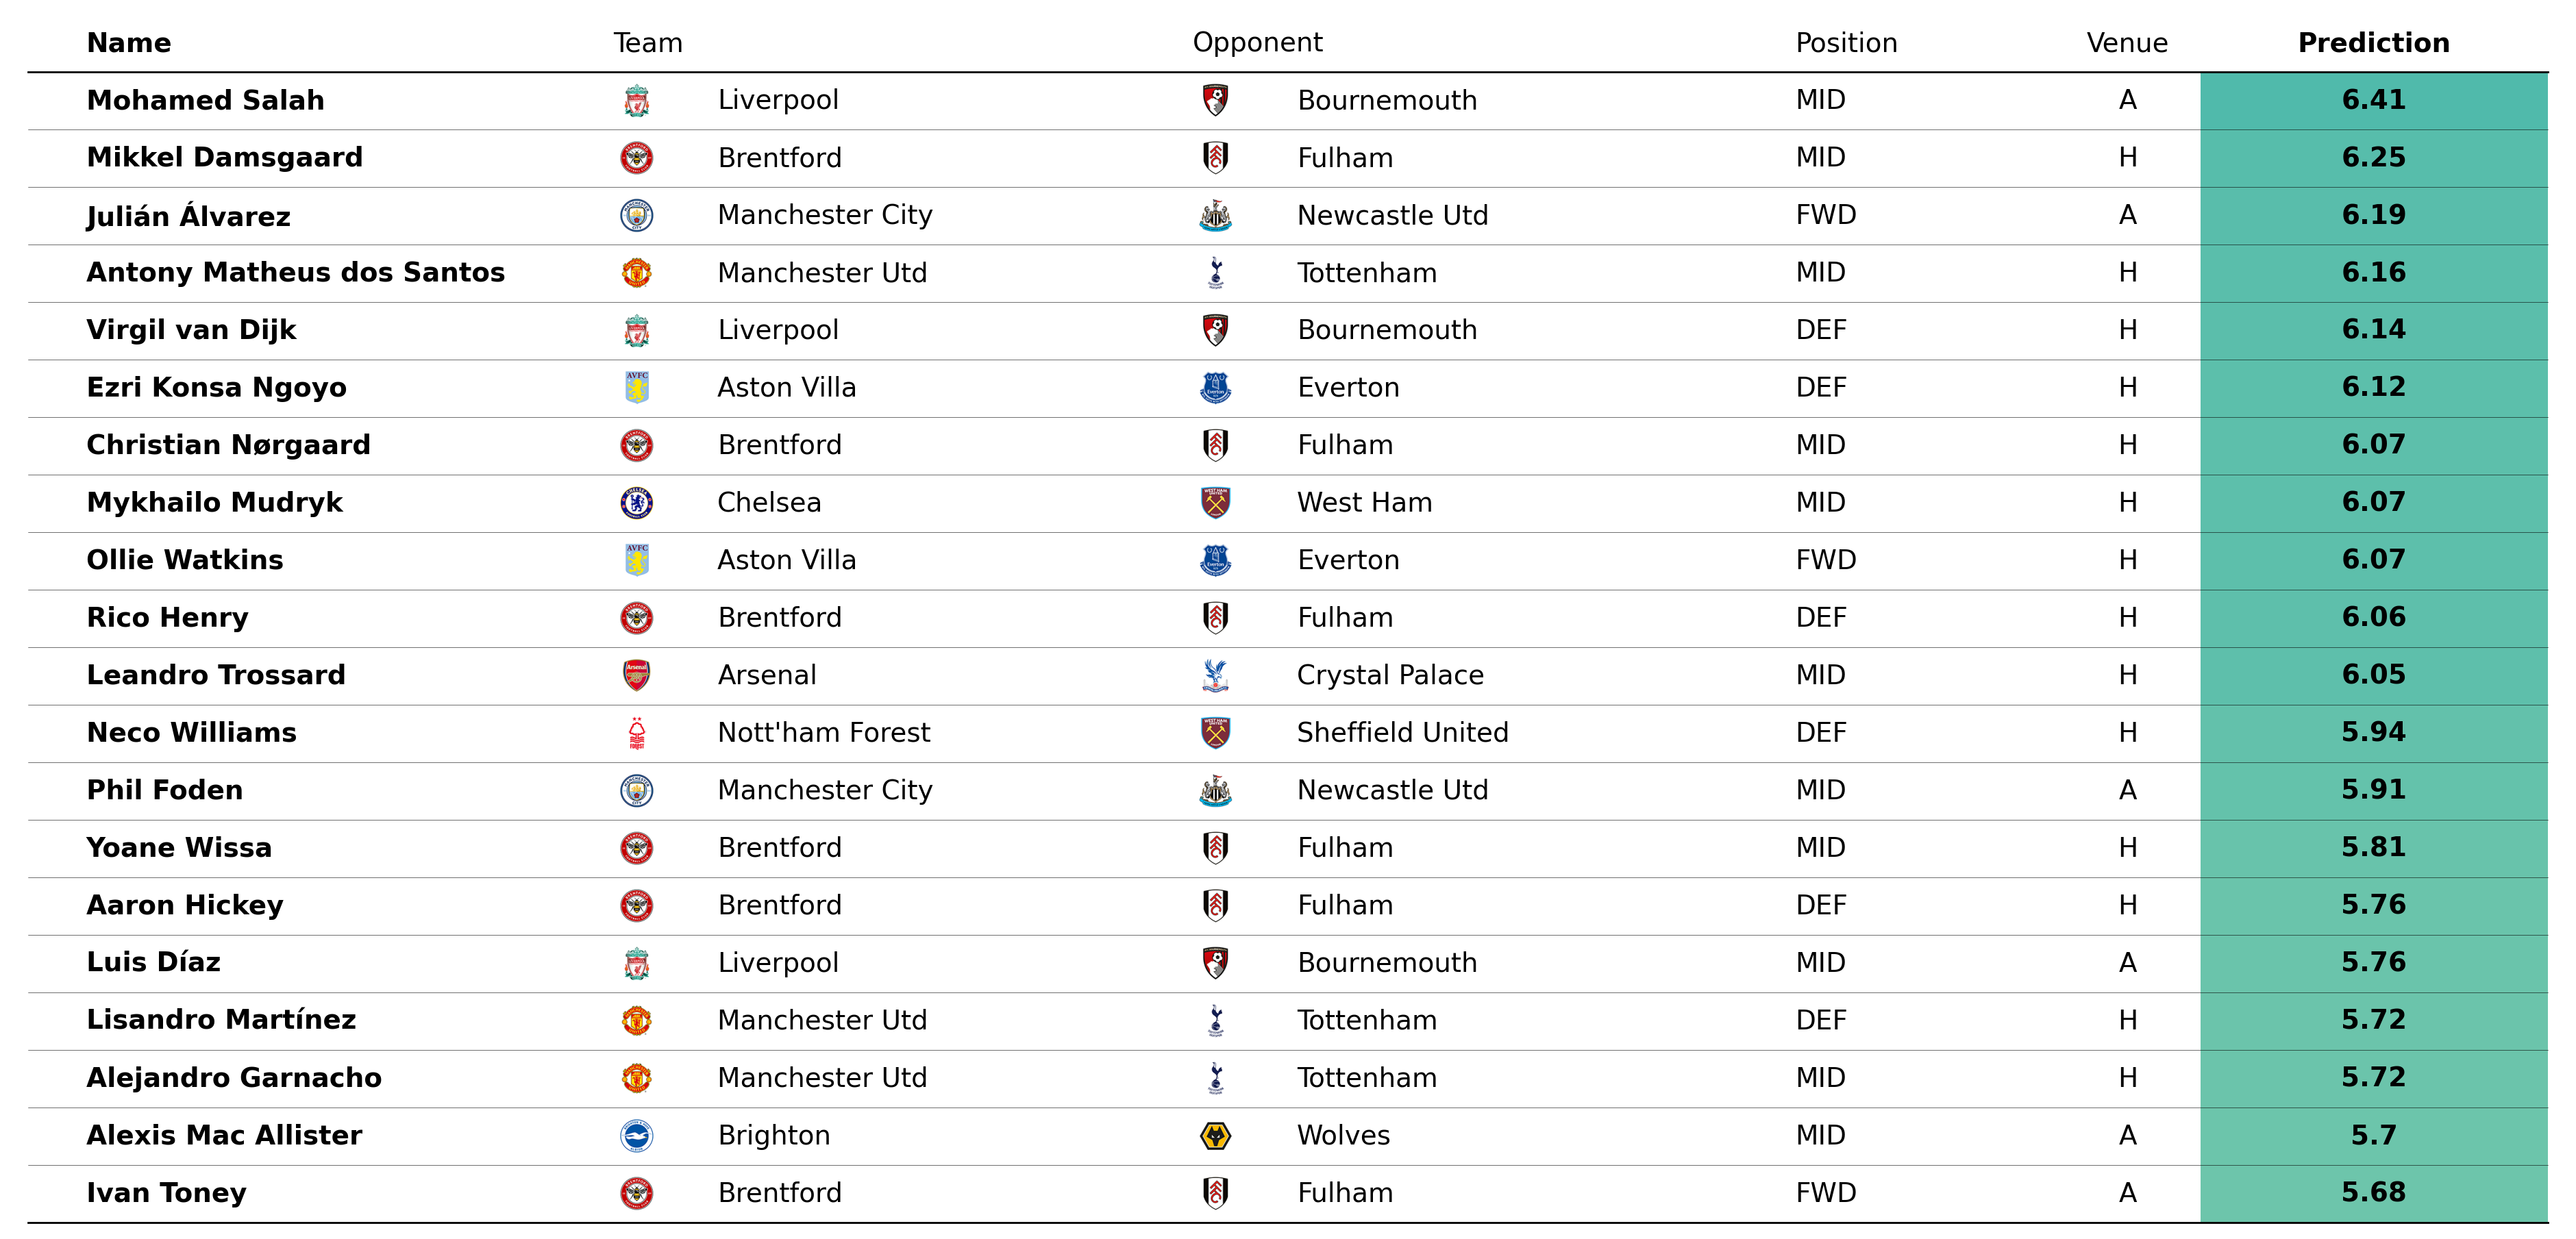 Name Team Opponent Position Venue Prediction
Mohamed Salah Liverpool Bournemouth MID A 6.41
Mikkel Damsgaard Brentford Fulham MID H 6.25
Julián Álvarez Manchester City Newcastle Utd FWD A 6.19
Antony Matheus dos Santos Manchester Utd Tottenham MID H 6.16
Virgil van Dijk Liverpool Bournemouth DEF H 6.14
Ezri Konsa Ngoyo Aston Villa Everton DEF H 6.12
Christian Nørgaard Brentford Fulham MID H 6.07
Mykhailo Mudryk Chelsea West Ham MID H 6.07
Ollie Watkins Aston Villa Everton FWD H 6.07
Rico Henry Brentford Fulham DEF H 6.06
Leandro Trossard Arsenal Crystal Palace MID H 6.05
Neco Williams Nott'ham Forest Sheffield United DEF H 5.94
Phil Foden Manchester City Newcastle Utd MID A 5.91
Yoane Wissa Brentford Fulham MID H 5.81
Aaron Hickey Brentford Fulham DEF H 5.76
Luis Díaz Liverpool Bournemouth MID A 5.76
Lisandro Martínez Manchester Utd Tottenham DEF H 5.72
Alejandro Garnacho Manchester Utd Tottenham MID H 5.72
Alexis Mac Allister Brighton Wolves MID A 5.7
Ivan Toney Brentford Fulham FWD A 5.68